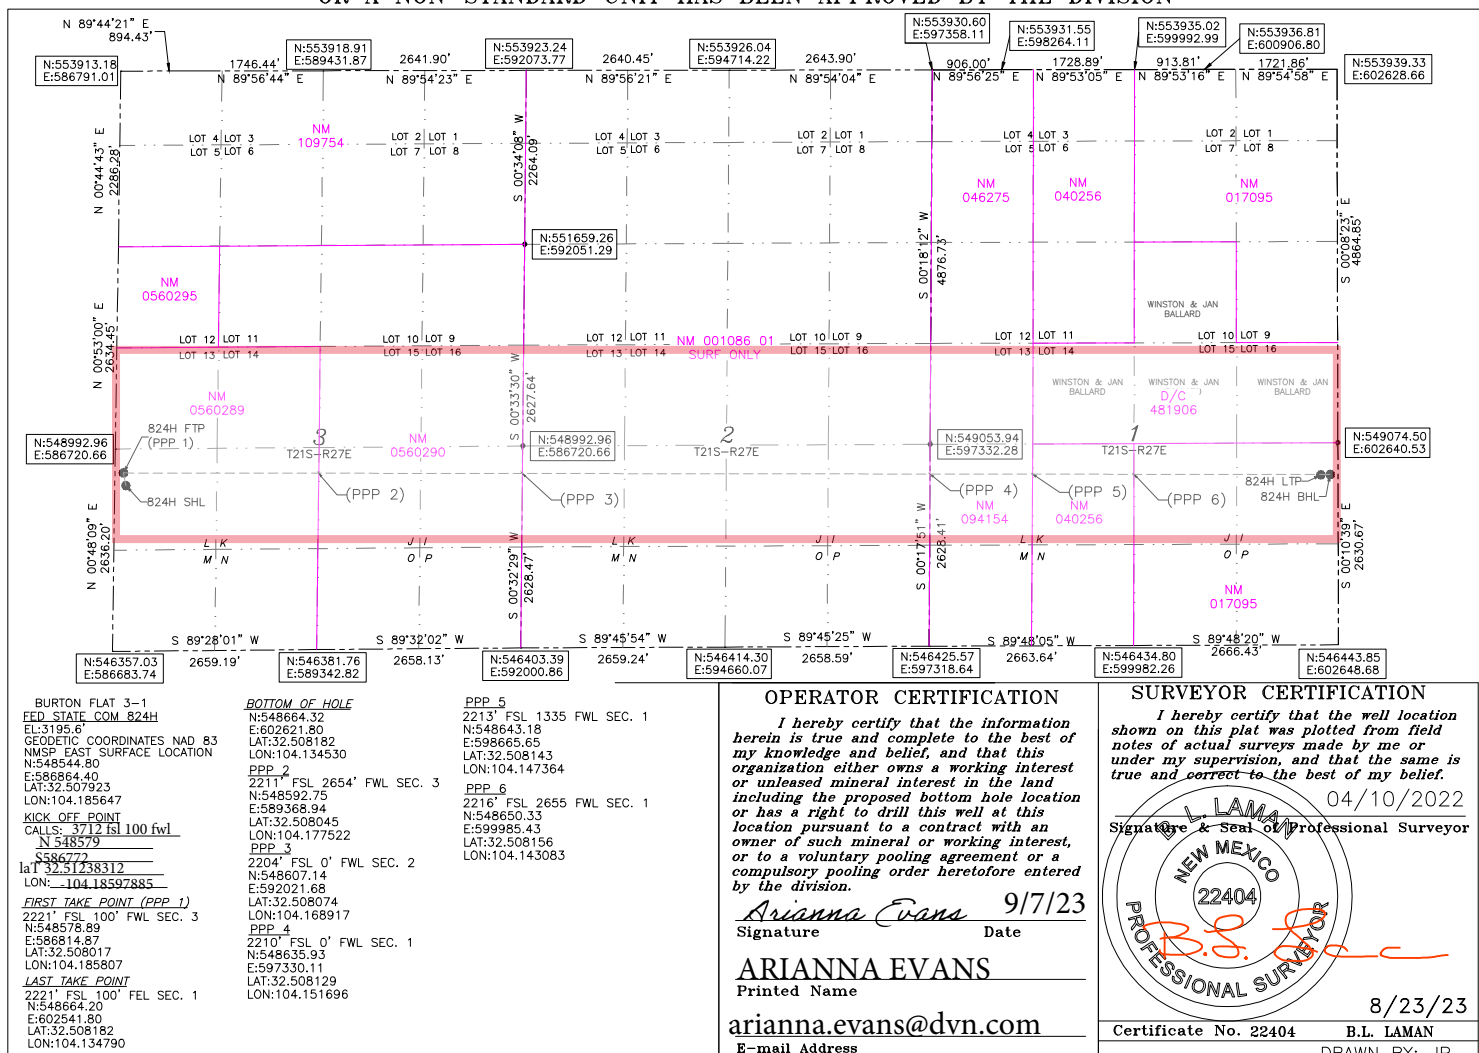 OR A NON-STANDARD UNIT HAS BEEN APPROVED BY THE DIVISION
N 89°44'21" E
894.43'
N:553913.18
E:586791.01
1746.44'
N 89°56'44" E
N:553918.91
E:589431.87
2641.90'
N 89°54'23" E
N:553923.24
E:592073.77
2640.45'
N 89°56'21" E
N:553926.04
E:594714.22
2643.90'
N 89°54'04" E
N:553930.60
E:597358.11
906.00'
N 89°56'25" E
N:553931.55
E:598264.11
1728.89'
N 89°53'05" E
N:553935.02
E:599992.99
913.81'
N 89°53'16" E
N:553936.81
E:600906.80
1721.86'
N 89°54'58" E
N:553939.33
E:602628.66
N 00°44'43" E
2286.28'
LOT 4 LOT 3
LOT 5 LOT 6
NM
109754
LOT 2 LOT 1
LOT 7 LOT 8
S 00°34'08" W
2264.09'
LOT 4 LOT 3
LOT 5 LOT 6
LOT 2 LOT 1
LOT 7 LOT 8
LOT 4 LOT 3
LOT 5 LOT 6
LOT 2 LOT 1
LOT 7 LOT 8
NM
046275
NM
040256
NM
017095
S 00°18'12" W
4876.73'
S 00°08'23" E
4864.85'
N:551659.26
E:592051.29
NM
0560295
WINSTON & JAN
BALLARD
N 00°53'00" E
2634.45'
LOT 12 LOT 11
LOT 13 LOT 14
LOT 10 LOT 9
LOT 15 LOT 16
LOT 12 LOT 11
LOT 13 LOT 14
NM 001086 01
SURF ONLY
LOT 10 LOT 9
LOT 15 LOT 16
LOT 12 LOT 11
LOT 13 LOT 14
LOT 10 LOT 9
LOT 15 LOT 16
S 00°33'30" W
2627.64'
NM
0560289
WINSTON & JAN
BALLARD
WINSTON & JAN
D/C
481906
WINSTON & JAN
BALLARD
824H FTP
(PPP 1)
N:548992.96
E:586720.66
3
T21S-R27E
NM
0560290
N:548992.96
E:586720.66
2
T21S-R27E
N:549053.94
E:597332.28
1
T21S-R27E
N:549074.50
E:602640.53
824H SHL
(PPP 2)
(PPP 3)
(PPP 4)
(PPP 5)
(PPP 6)
824H LTP
824H BHL
NM
094154
NM
040256
N 00°48'09" E
2636.20'
L K
M N
J I
O P
S 00°32'29" W
2628.47'
L K
M N
J I
O P
S 00°17'51" W
2628.41'
L K
M N
J I
O P
S 00°10'39" E
2630.67'
NM
017095
S 89°28'01" W
2659.19'
S 89°32'02" W
2658.13'
S 89°45'54" W
2659.24'
S 89°45'25" W
2658.59'
S 89°48'05" W
2663.64'
S 89°48'20" W
2666.43'
N:546357.03
E:586683.74
N:546381.76
E:589342.82
N:546403.39
E:592000.86
N:546414.30
E:594660.07
N:546425.57
E:597318.64
N:546434.80
E:599982.26
N:546443.85
E:602648.68
BURTON FLAT 3-1
FED STATE COM 824H
EL:3195.6'
GEODETIC COORDINATES NAD 83
NMSP EAST SURFACE LOCATION
N:548544.80
E:586864.40
LAT:32.507923
LON:104.185647
KICK OFF POINT
CALLS: 3712 fsl 100 fwl
N 548579
S586772
laT 32.51238312
LON: -104.18597885
FIRST TAKE POINT (PPP 1)
2221' FSL 100' FWL SEC. 3
N:548578.89
E:586814.87
LAT:32.508017
LON:104.185807
LAST TAKE POINT
2221' FSL 100' FEL SEC. 1
N:548664.20
E:602541.80
LAT:32.508182
LON:104.134790
BOTTOM OF HOLE
N:548664.32
E:602621.80
LAT:32.508182
LON:104.134530
PPP 2
2211' FSL 2654' FWL SEC. 3
N:548592.75
E:589368.94
LAT:32.508045
LON:104.177522
PPP 3
2204' FSL 0' FWL SEC. 2
N:548607.14
E:592021.68
LAT:32.508074
LON:104.168917
PPP 4
2210' FSL 0' FWL SEC. 1
N:548635.93
E:597330.11
LAT:32.508129
LON:104.151696
PPP 5
2213' FSL 1335 FWL SEC. 1
N:548643.18
E:598665.65
LAT:32.508143
LON:104.147364
PPP 6
2216' FSL 2655 FWL SEC. 1
N:548650.33
E:599985.43
LAT:32.508156
LON:104.143083
OPERATOR CERTIFICATION
I hereby certify that the information
herein is true and complete to the best of
my knowledge and belief, and that this
organization either owns a working interest
or unleased mineral interest in the land
including the proposed bottom hole location
or has a right to drill this well at this
location pursuant to a contract with an
owner of such mineral or working interest,
or to a voluntary pooling agreement or a
compulsory pooling order heretofore entered
by the division.
Arianna Evans 9/7/23
Signature Date
ARIANNA EVANS
Printed Name
arianna.evans@dvn.com
E-mail Address
SURVEYOR CERTIFICATION
I hereby certify that the well location
shown on this plat was plotted from field
notes of actual surveys made by me or
under my supervision, and that the same is
true and correct to the best of my belief.
04/10/2022
Signature & Seal of Professional Surveyor
B. L. LAMAN
NEW MEXICO
22404
PROFESSIONAL SURVEYOR
8/23/23
Certificate No. 22404 B.L. LAMAN
DRAWN BY: JP